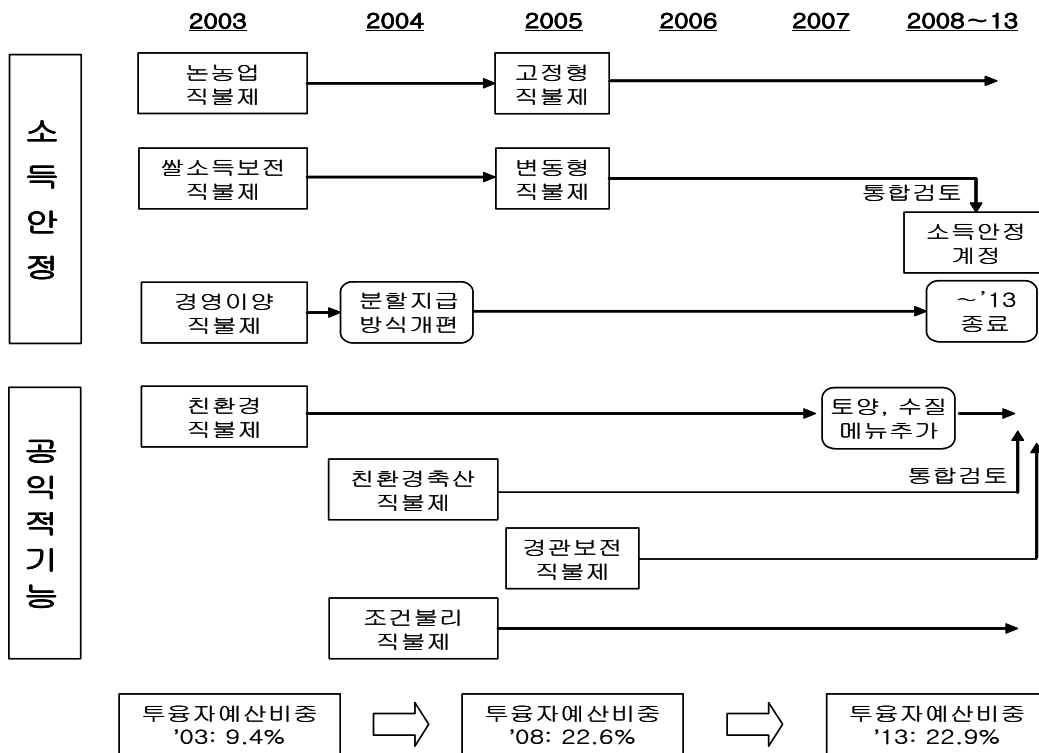 2003 2004 2005 2006 2007 2008~13
소득안정
논농업
직불제
고정형
직불제
쌀소득보전
직불제
변동형
직불제
통합검토
소득안정
계정
경영이양
직불제
분할지급
방식개편
~'13
종료
공익적기능
친환경
직불제
토양, 수질
메뉴추가
통합검토
친환경축산
직불제
경관보전
직불제
조건불리
직불제
투융자예산비중
'03: 9.4%
투융자예산비중
'08: 22.6%
투융자예산비중
'13: 22.9%